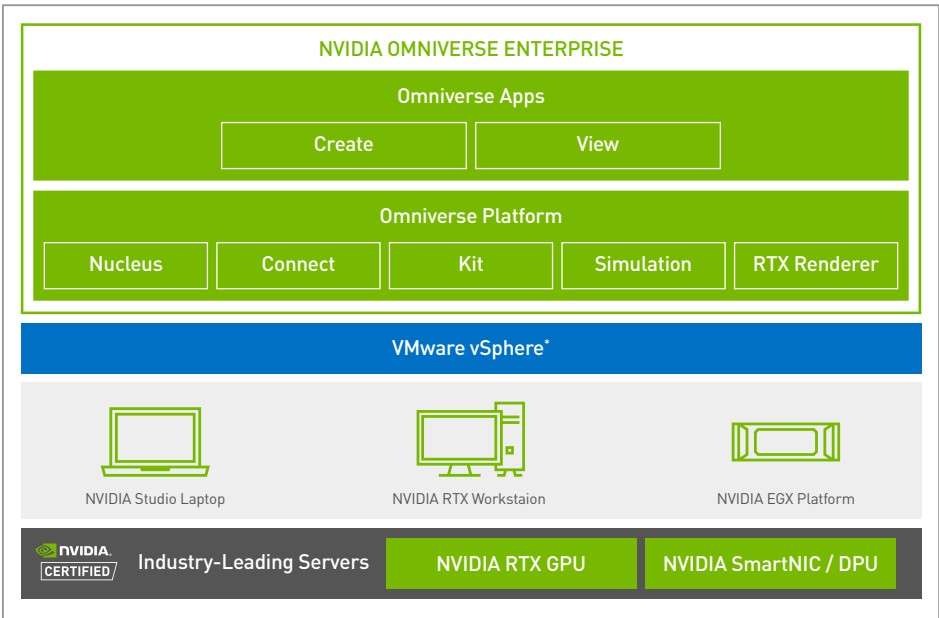 NVIDIA OMNIVERSE ENTERPRISE
Omniverse Apps
Create
View
Omniverse Platform
Nucleus
Connect
Kit
Simulation
RTX Renderer
VMware vSphere*
NVIDIA Studio Laptop
NVIDIA RTX Workstaion
NVIDIA EGX Platform
NVIDIA.
CERTIFIED
Industry-Leading Servers
NVIDIA RTX GPU
NVIDIA SmartNIC / DPU